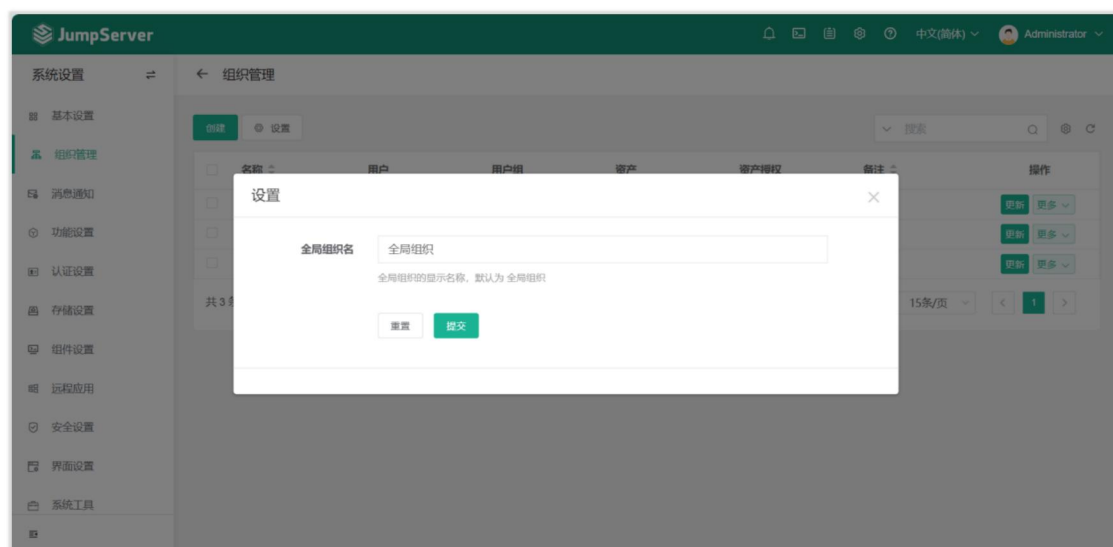 JumpServer
中文(简体)
Administrator
系统设置
组织管理
基本设置
组织管理
消息通知
功能设置
认证设置
存储设置
组件设置
远程应用
安全设置
界面设置
系统工具
创建
设置
搜索
名称 用户 用户组 资产 资产授权 备注 操作
更新 更多
更新 更多
更新 更多
共 3
15条/页
1
设置
全局组织名
全局组织
全局组织的显示名称，默认为 全局组织
重置
提交